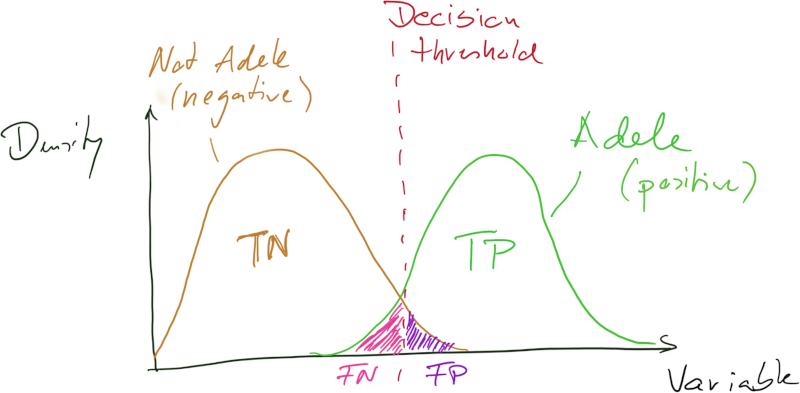 Decision
threshold
Not Adele
(negative)
Density
Adele
(positive)
TN
TP
FN
FP
Variable